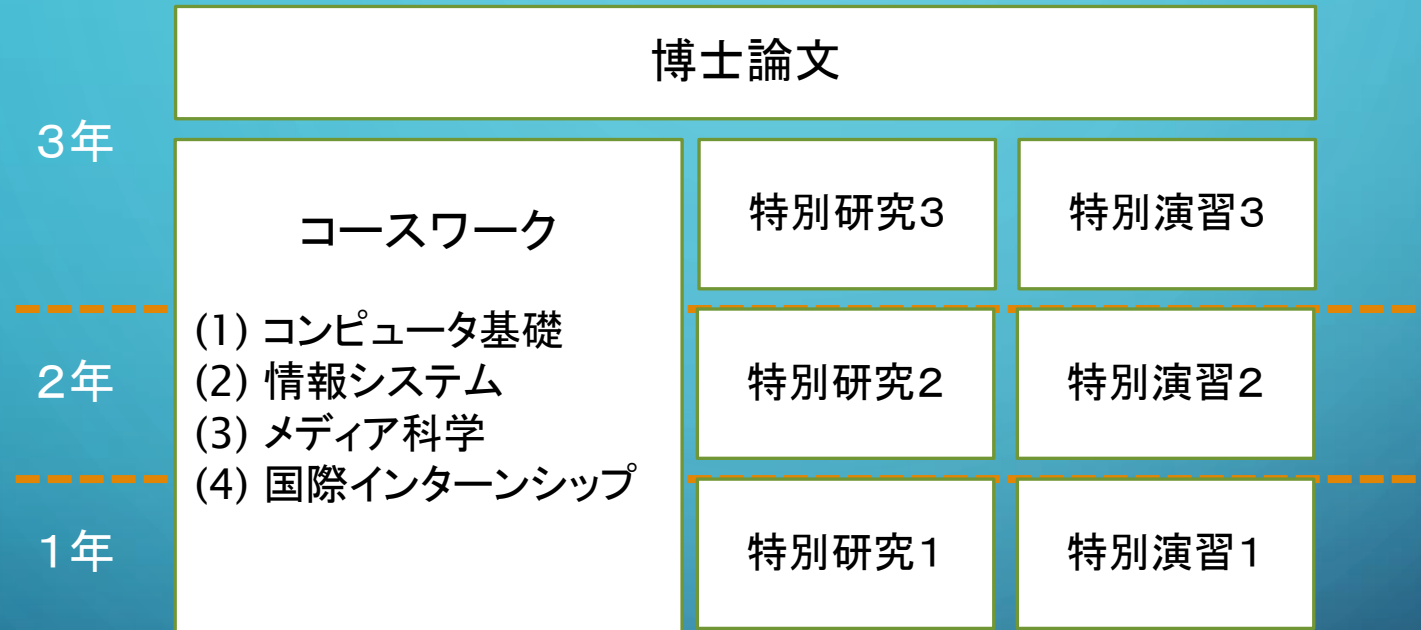 博士論文
３年
コースワーク
(1) コンピュータ基礎
(2) 情報システム
(3) メディア科学
(4) 国際インターンシップ
特別研究３
特別演習３
２年
特別研究２
特別演習２
１年
特別研究１
特別演習１